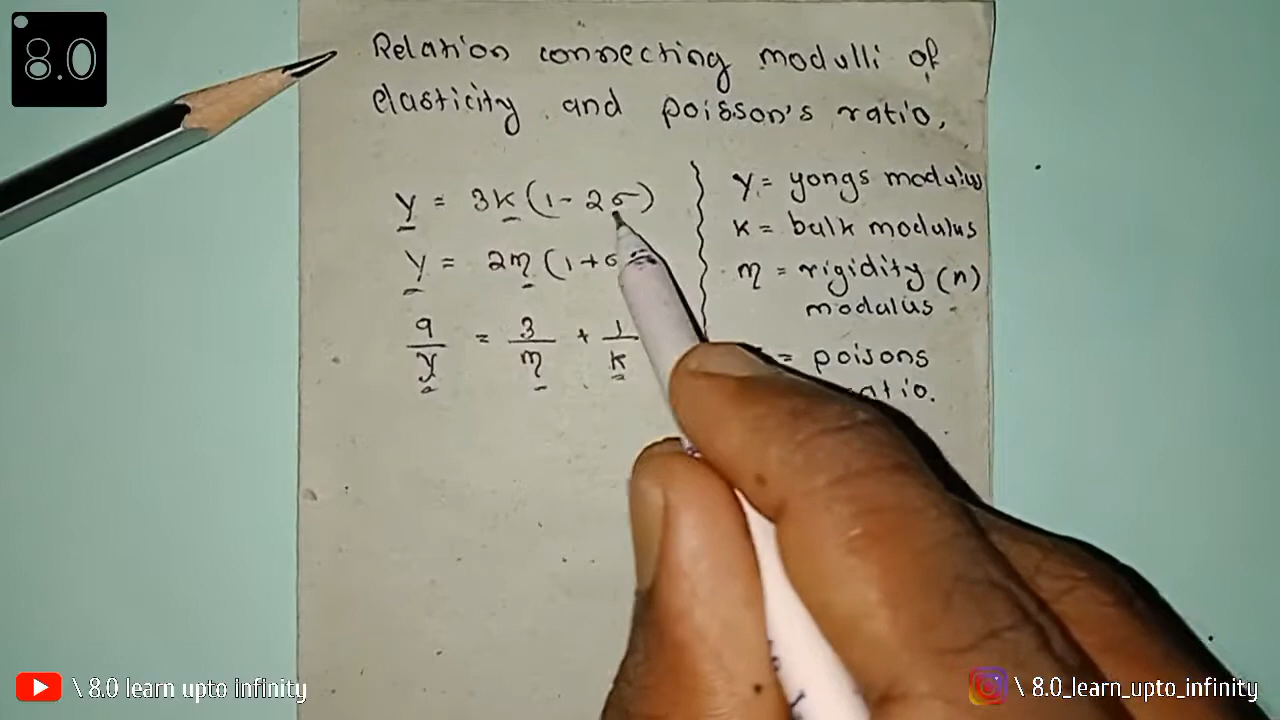 8.0
Relation connecting modulli of
elasticity and poisson's ratio,
y = 3k(1-2σ)
y = 2η(1+σ
9/y = 3/η + 1/k
y = yongs modulus
k = bulk modulus
η = rigidity (n)
modulus
= poisons
ratio.
\ 8.0 learn upto infinity
\ 8.0_learn_upto_infinity